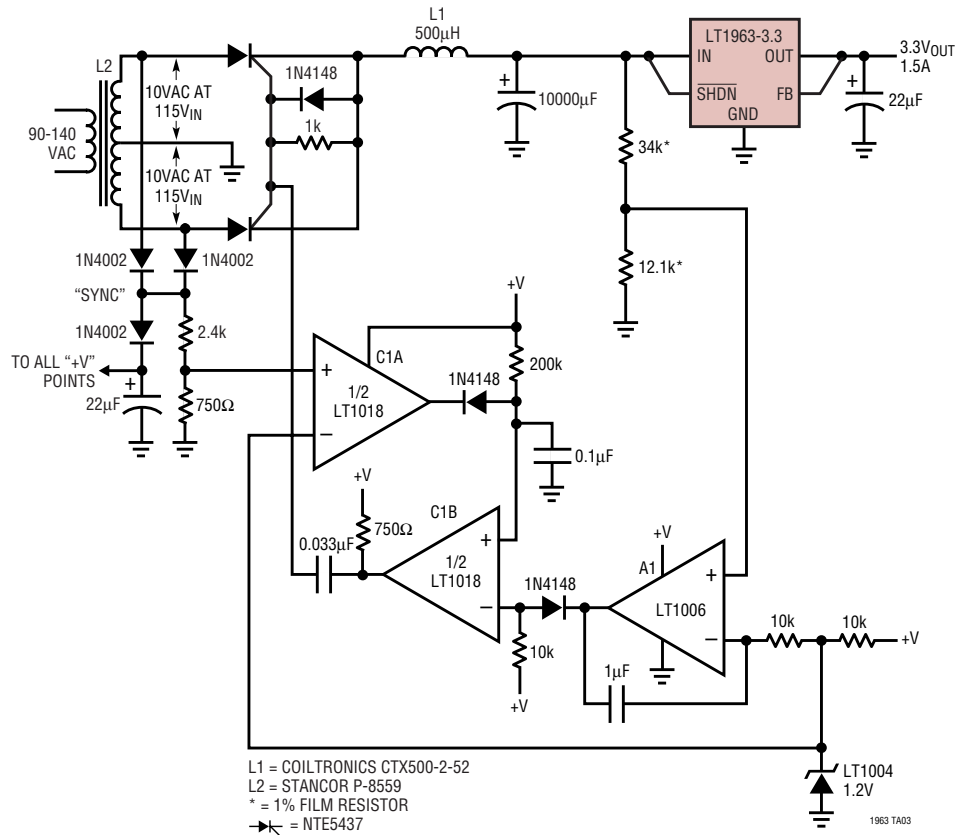 L1
500µH
LT1963-3.3
IN
OUT
SHDN
FB
GND
3.3VOUT
1.5A
22µF
L2
10VAC AT
115VIN
90-140
VAC
10VAC AT
115VIN
1N4148
1k
+
10000µF
34k*
+
12.1k*
1N4002
1N4002
"SYNC"
1N4002
2.4k
TO ALL "+V"
POINTS
+
22µF
750Ω
+V
C1A
+
1/2
LT1018
–
1N4148
200k
0.1µF
+V
750Ω
C1B
0.033µF
+
1/2
LT1018
–
1N4148
10k
+V
+V
A1
+
LT1006
–
10k
10k
+V
1µF
LT1004
1.2V
L1 = COILTRONICS CTX500-2-52
L2 = STANCOR P-8559
* = 1% FILM RESISTOR
= NTE5437
1963 TA03